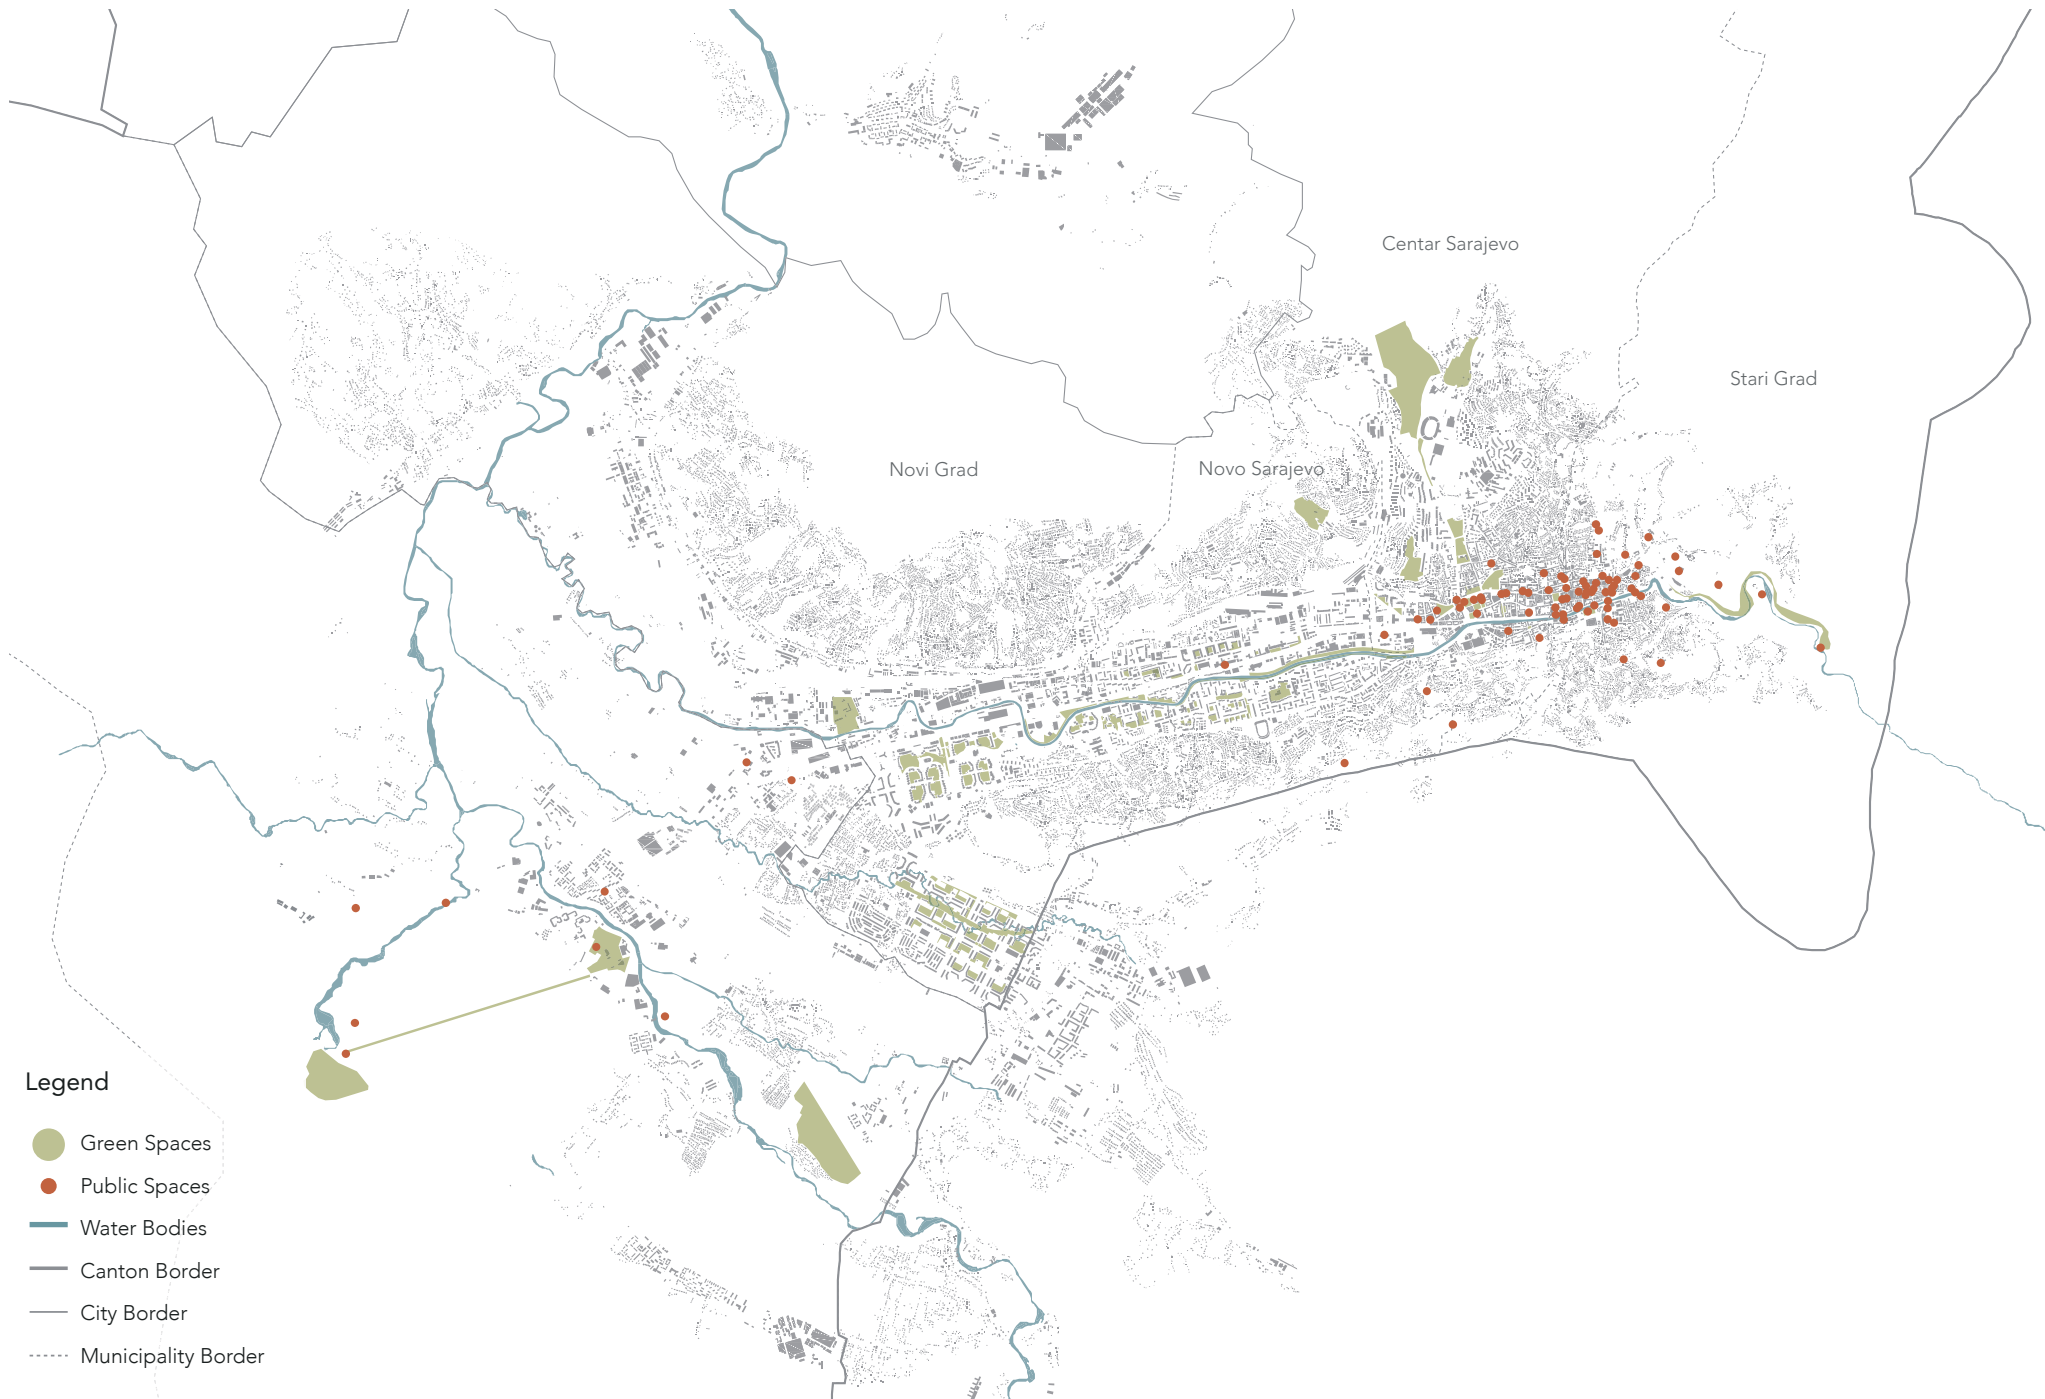 Centar Sarajevo
Stari Grad
Novi Grad
Novo Sarajevo
Legend
Green Spaces
Public Spaces
Water Bodies
Canton Border
City Border
Municipality Border